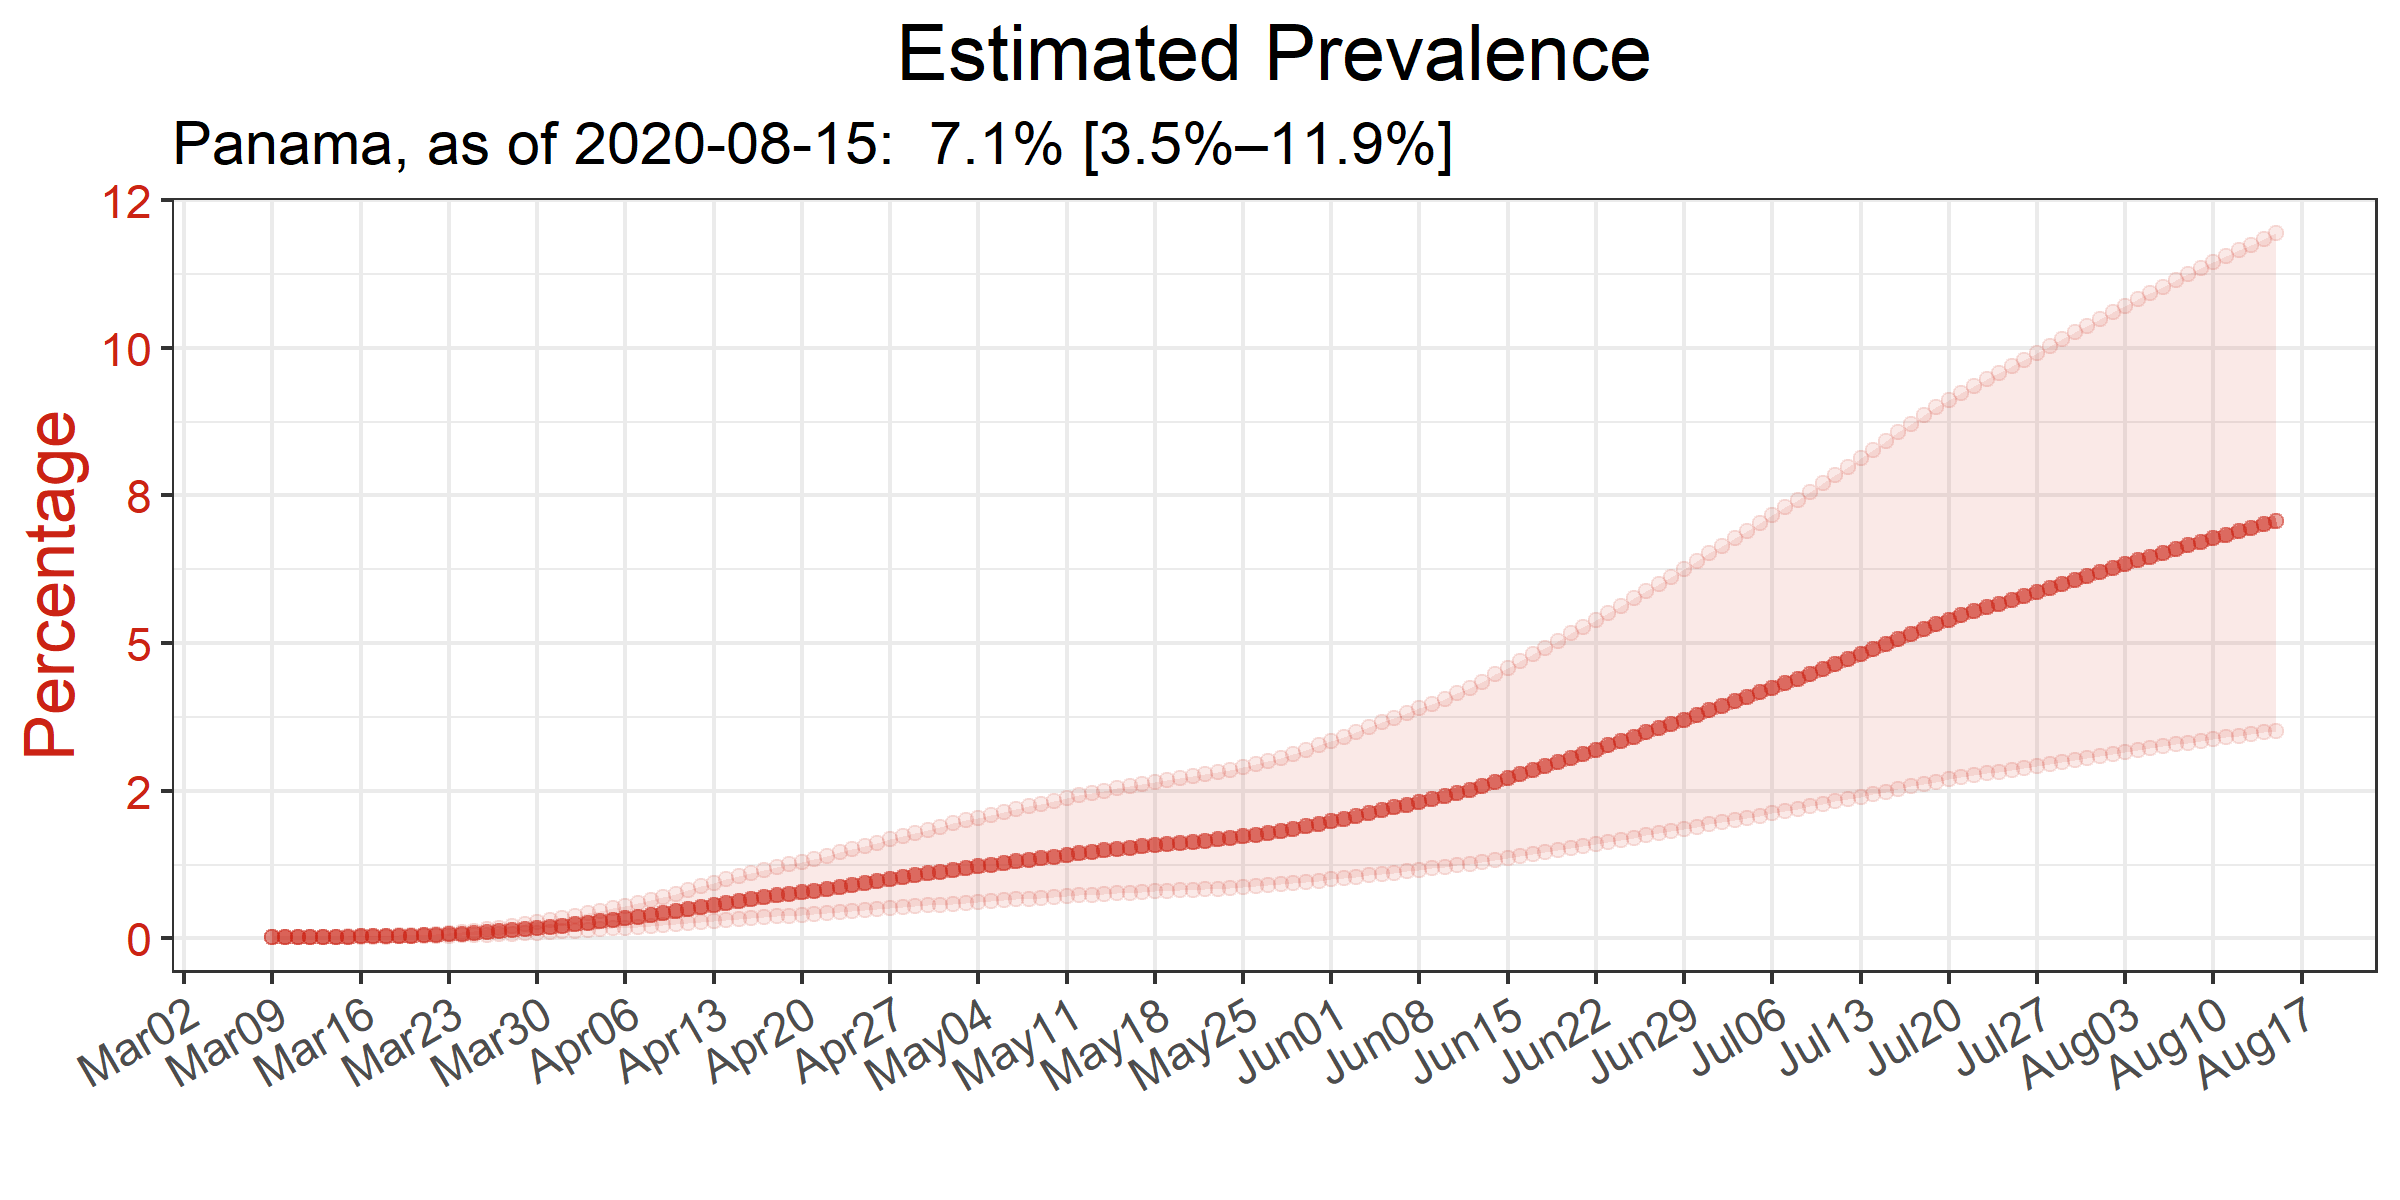 Estimated Prevalence
Panama, as of 2020-08-15:  7.1% [3.5%–11.9%]
Percentage
12
10
8
5
2
0
Mar02
Mar09
Mar16
Mar23
Mar30
Apr06
Apr13
Apr20
Apr27
May04
May11
May18
May25
Jun01
Jun08
Jun15
Jun22
Jun29
Jul06
Jul13
Jul20
Jul27
Aug03
Aug10
Aug17